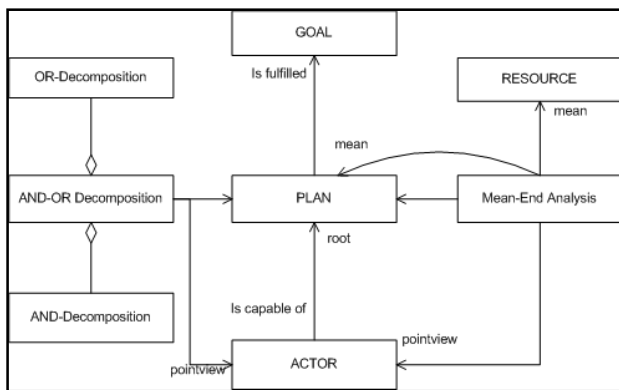 GOAL
OR-Decomposition
Is fulfilled
RESOURCE
mean
mean
AND-OR Decomposition
PLAN
Mean-End Analysis
root
AND-Decomposition
Is capable of
pointview
pointview
ACTOR